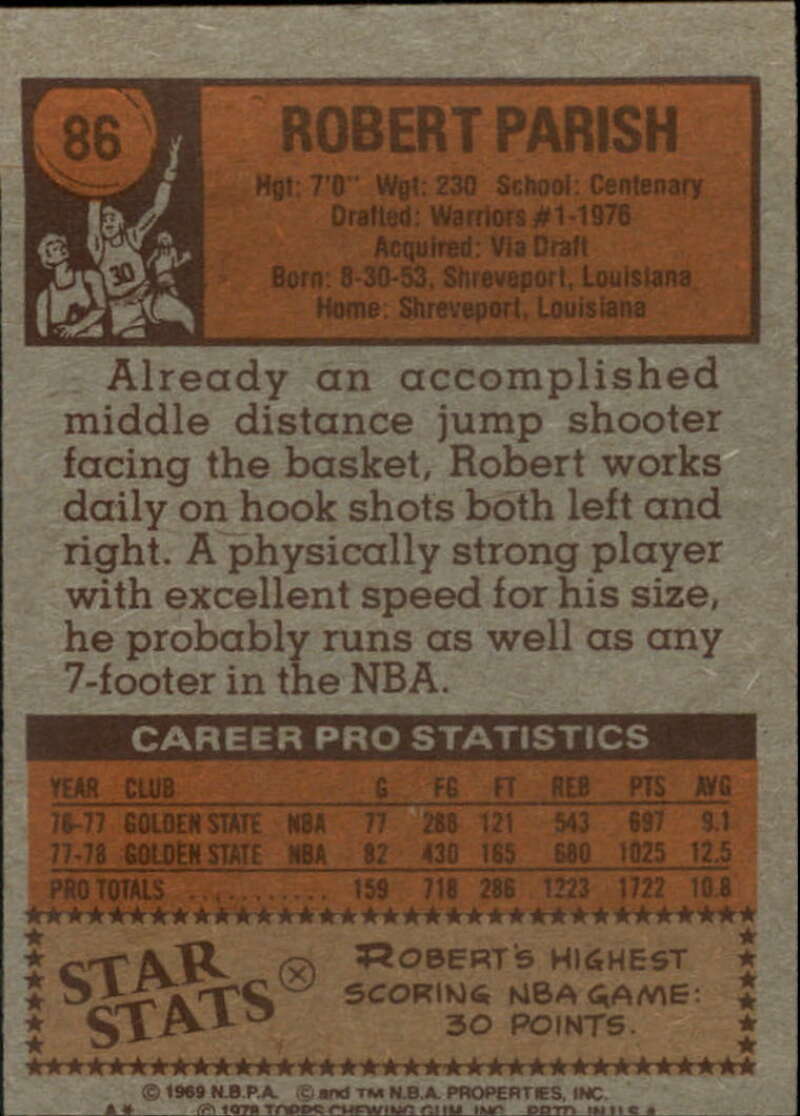 86
ROBERT PARISH
Hgt: 7'0" Wgt: 230 School: Centenary
Drafted: Warriors #1-1976
Acquired: Via Draft
Born: 8-30-53, Shreveport, Louisiana
Home: Shreveport, Louisiana
30
Already an accomplished
middle distance jump shooter
facing the basket, Robert works
daily on hook shots both left and
right. A physically strong player
with excellent speed for his size,
he probably runs as well as any
7-footer in the NBA.
CAREER PRO STATISTICS
YEAR CLUB G FG FT REB PTS AVG
76-77 GOLDEN STATE NBA 77 288 121 543 697 9.1
77-78 GOLDEN STATE NBA 82 430 165 680 1025 12.5
PRO TOTALS ............ 159 718 286 1223 1722 10.8
STAR
STATS
ROBERT'S HIGHEST
SCORING NBA GAME:
30 POINTS.
© 1969 N.B.P.A. © and TM N.B.A. PROPERTIES, INC.
A* © 1978 TOPPS CHEWING GUM, INC. PRTD. IN U.S.A.